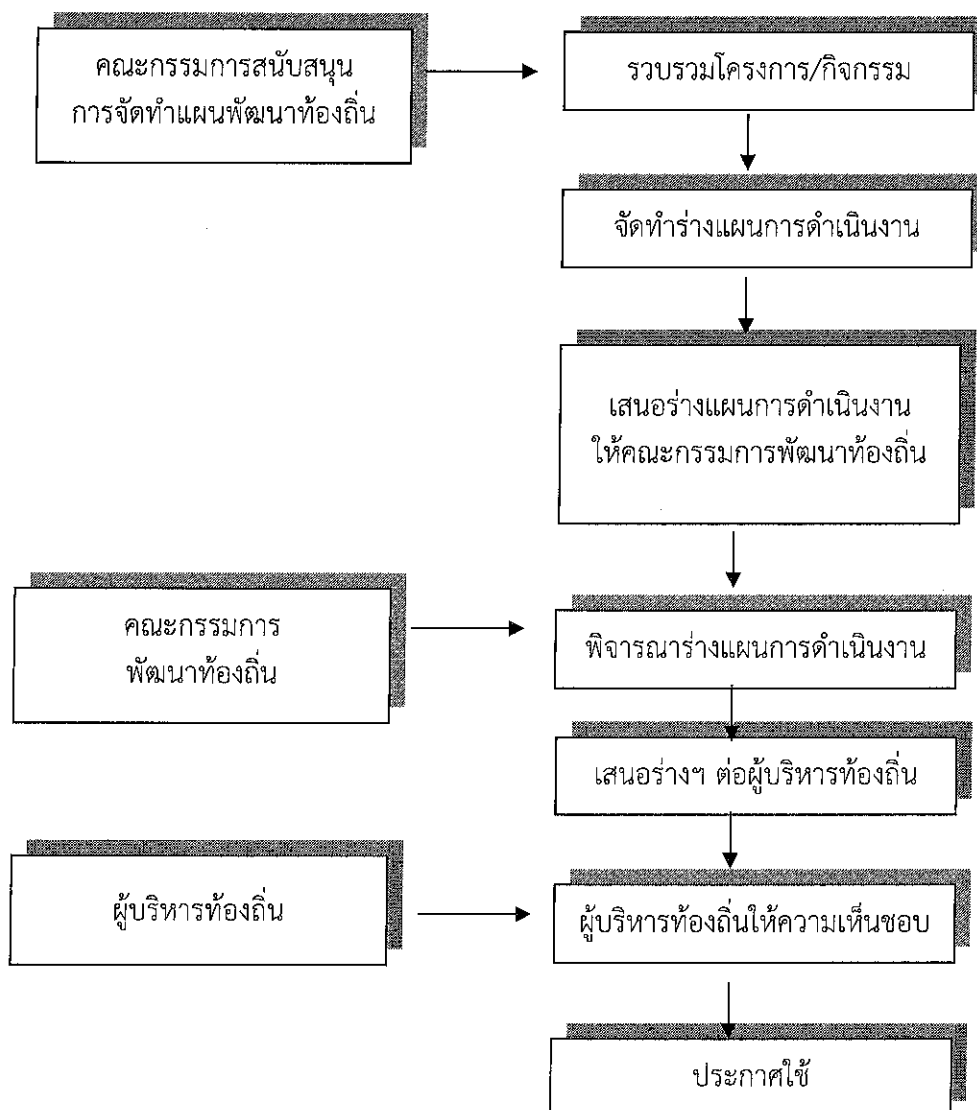 คณะกรรมการสนับสนุน
การจัดทำแผนพัฒนาท้องถิ่น
รวบรวมโครงการ/กิจกรรม
จัดทำร่างแผนการดำเนินงาน
เสนอร่างแผนการดำเนินงาน
ให้คณะกรรมการพัฒนาท้องถิ่น
คณะกรรมการ
พัฒนาท้องถิ่น
พิจารณาร่างแผนการดำเนินงาน
เสนอร่างฯ ต่อผู้บริหารท้องถิ่น
ผู้บริหารท้องถิ่น
ผู้บริหารท้องถิ่นให้ความเห็นชอบ
ประกาศใช้